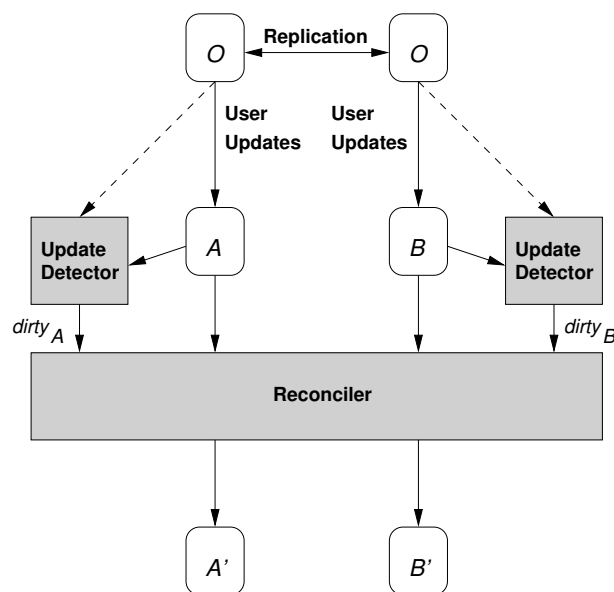 O
Replication
O
User
Updates
User
Updates
Update
Detector
A
B
Update
Detector
dirty A
dirty B
Reconciler
A'
B'